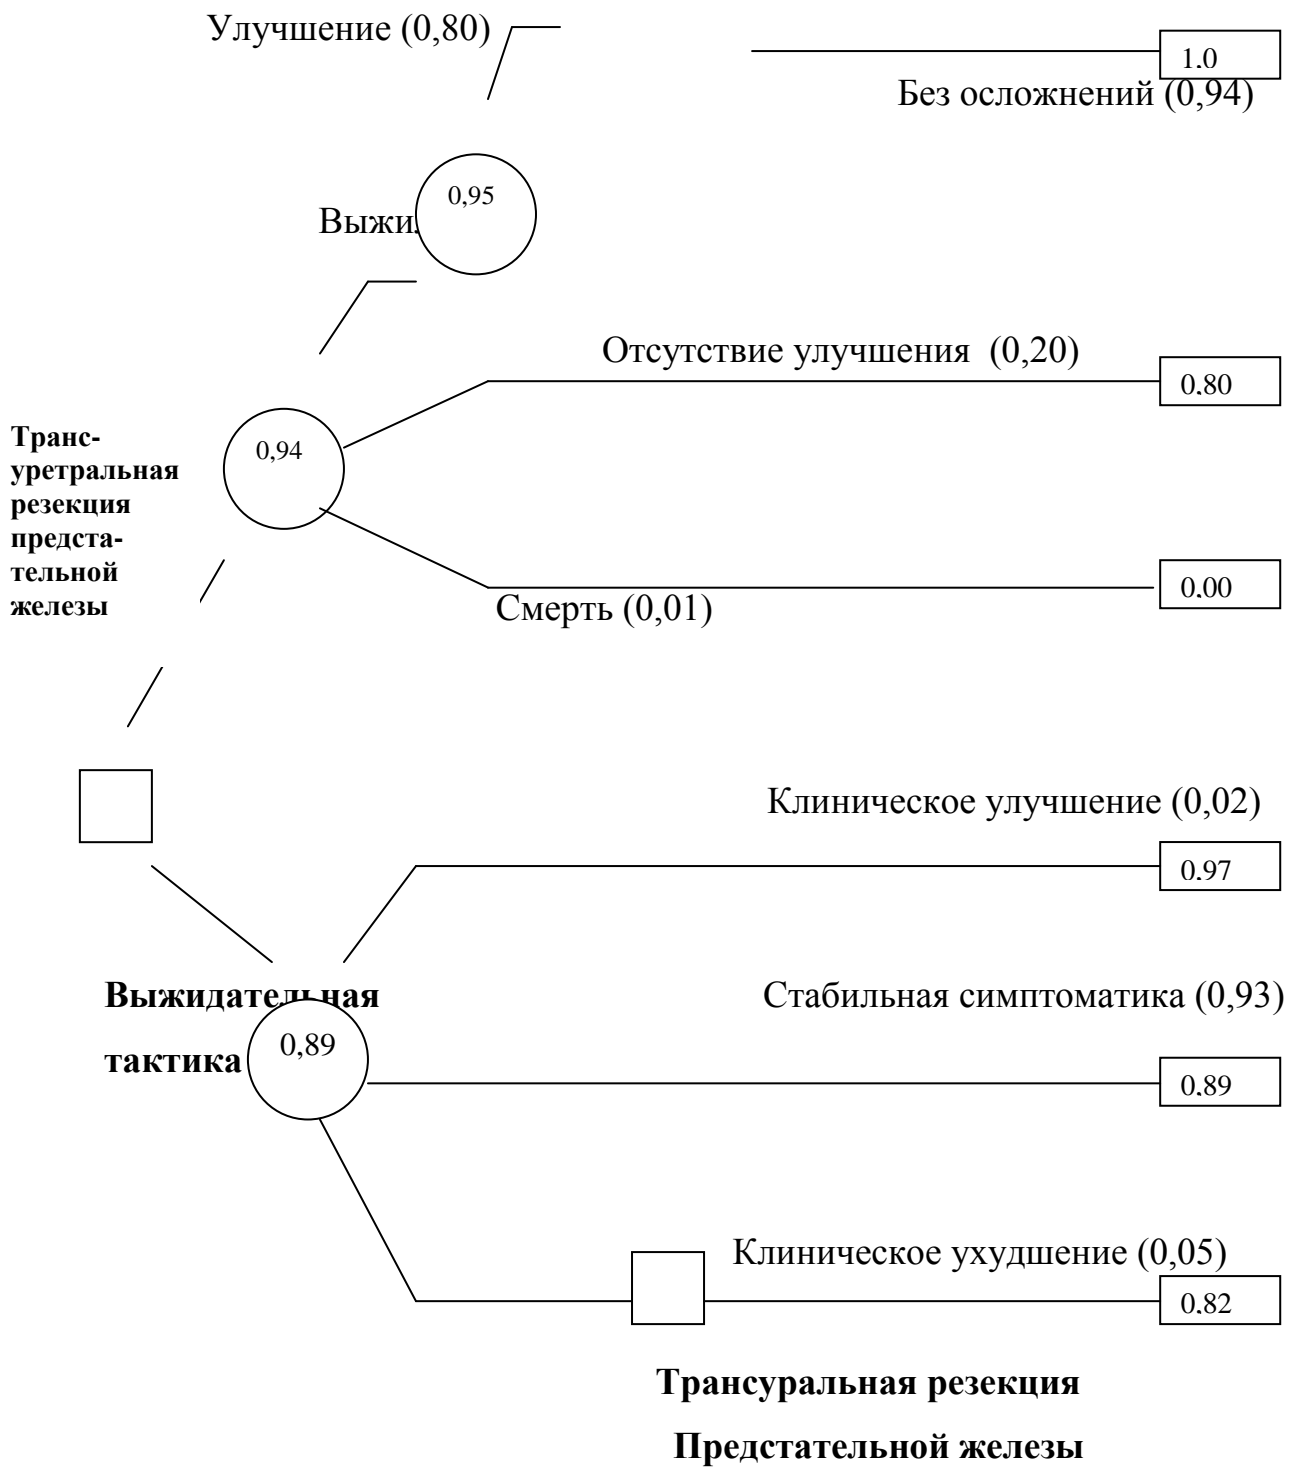 Улучшение (0,80)
1.0
Без осложнений (0,94)
0,95
Отсутствие улучшения (0,20)
0.80
Транс-
уретральная
резекция
предста-
тельной
железы
0,94
0.00
Смерть (0,01)
Клиническое улучшение (0,02)
0.97
Выжидательная
тактика
Стабильная симптоматика (0,93)
0,89
0.89
Клиническое ухудшение (0,05)
0.82
Трансуральная резекция
Предстательной железы